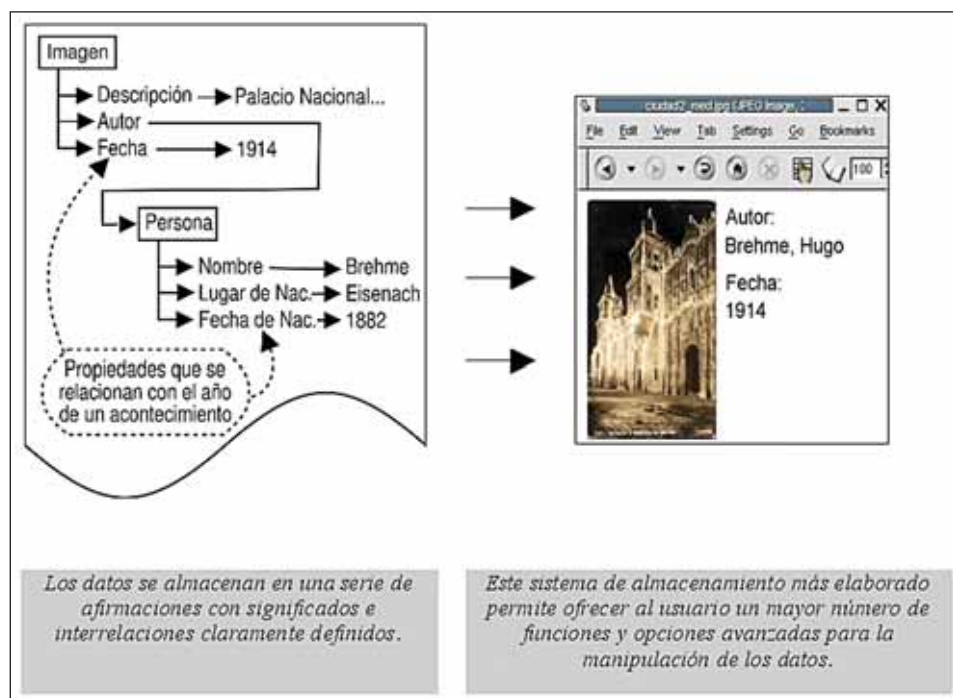 Imagen
Descripción Palacio Nacional...
Autor
Fecha 1914
Persona
Nombre Brehme
Lugar de Nac. Eisenach
Fecha de Nac. 1882
Propiedades que se
relacionan con el año
de un acontecimiento
ciudad2_med.jpg (JPEG Image,
File Edit View Tab Settings Go Bookmarks
100
Autor:
Brehme, Hugo
Fecha:
1914
Los datos se almacenan en una serie de
afirmaciones con significados e
interrelaciones claramente definidos.
Este sistema de almacenamiento más elaborado
permite ofrecer al usuario un mayor número de
funciones y opciones avanzadas para la
manipulación de los datos.